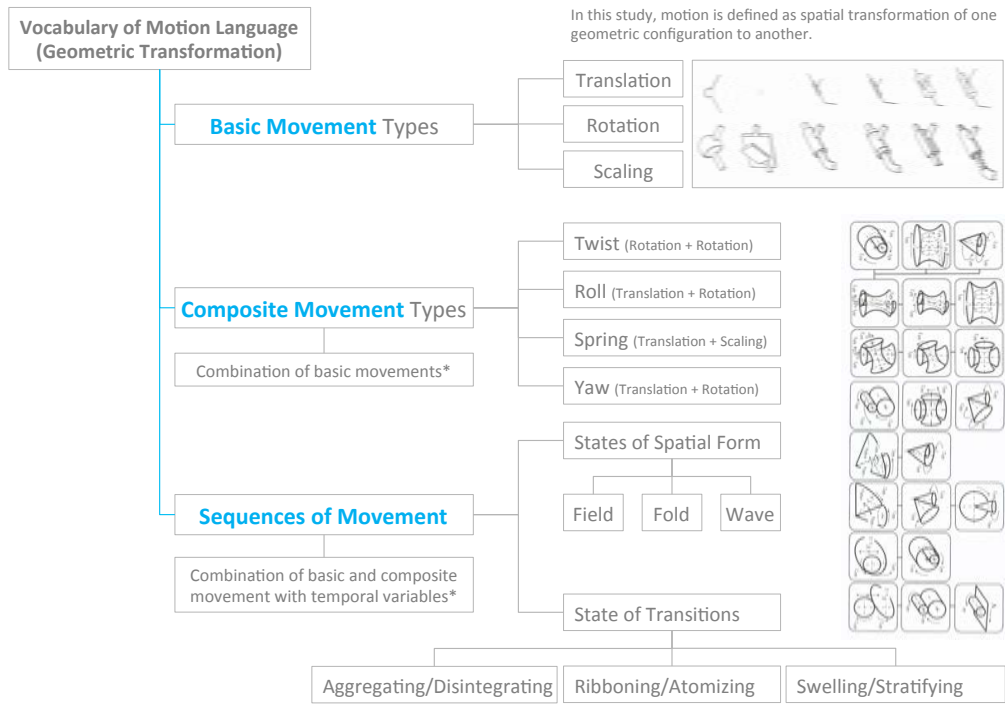 Vocabulary of Motion Language
(Geometric Transformation)
In this study, motion is defined as spatial transformation of one
geometric configuration to another.
Basic Movement Types
Translation
Rotation
Scaling
Composite Movement Types
Combination of basic movements*
Twist (Rotation + Rotation)
Roll (Translation + Rotation)
Spring (Translation + Scaling)
Yaw (Translation + Rotation)
Sequences of Movement
Combination of basic and composite
movement with temporal variables*
States of Spatial Form
Field
Fold
Wave
State of Transitions
Aggregating/Disintegrating
Ribboning/Atomizing
Swelling/Stratifying